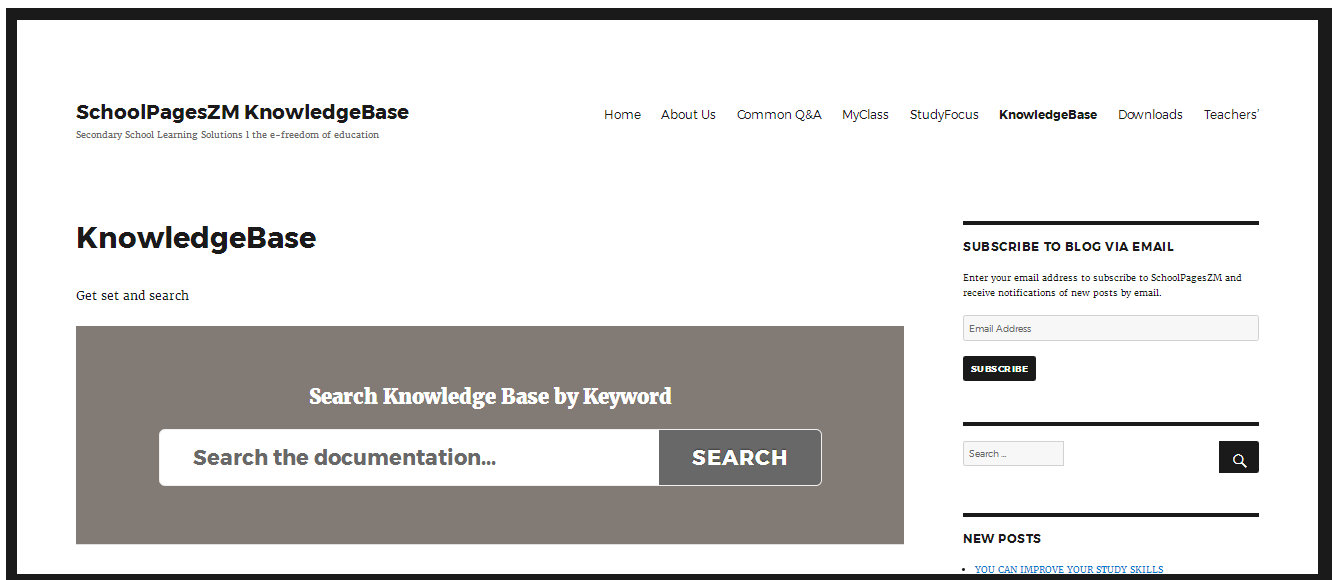 SchoolPagesZM KnowledgeBase
Secondary School Learning Solutions l the e-freedom of education
Home About Us Common Q&A MyClass StudyFocus KnowledgeBase Downloads Teachers'
KnowledgeBase
Get set and search
Search Knowledge Base by Keyword
Search the documentation... SEARCH
SUBSCRIBE TO BLOG VIA EMAIL
Enter your email address to subscribe to SchoolPagesZM and
receive notifications of new posts by email.
Email Address
SUBSCRIBE
Search ...
NEW POSTS
YOU CAN IMPROVE YOUR STUDY SKILLS